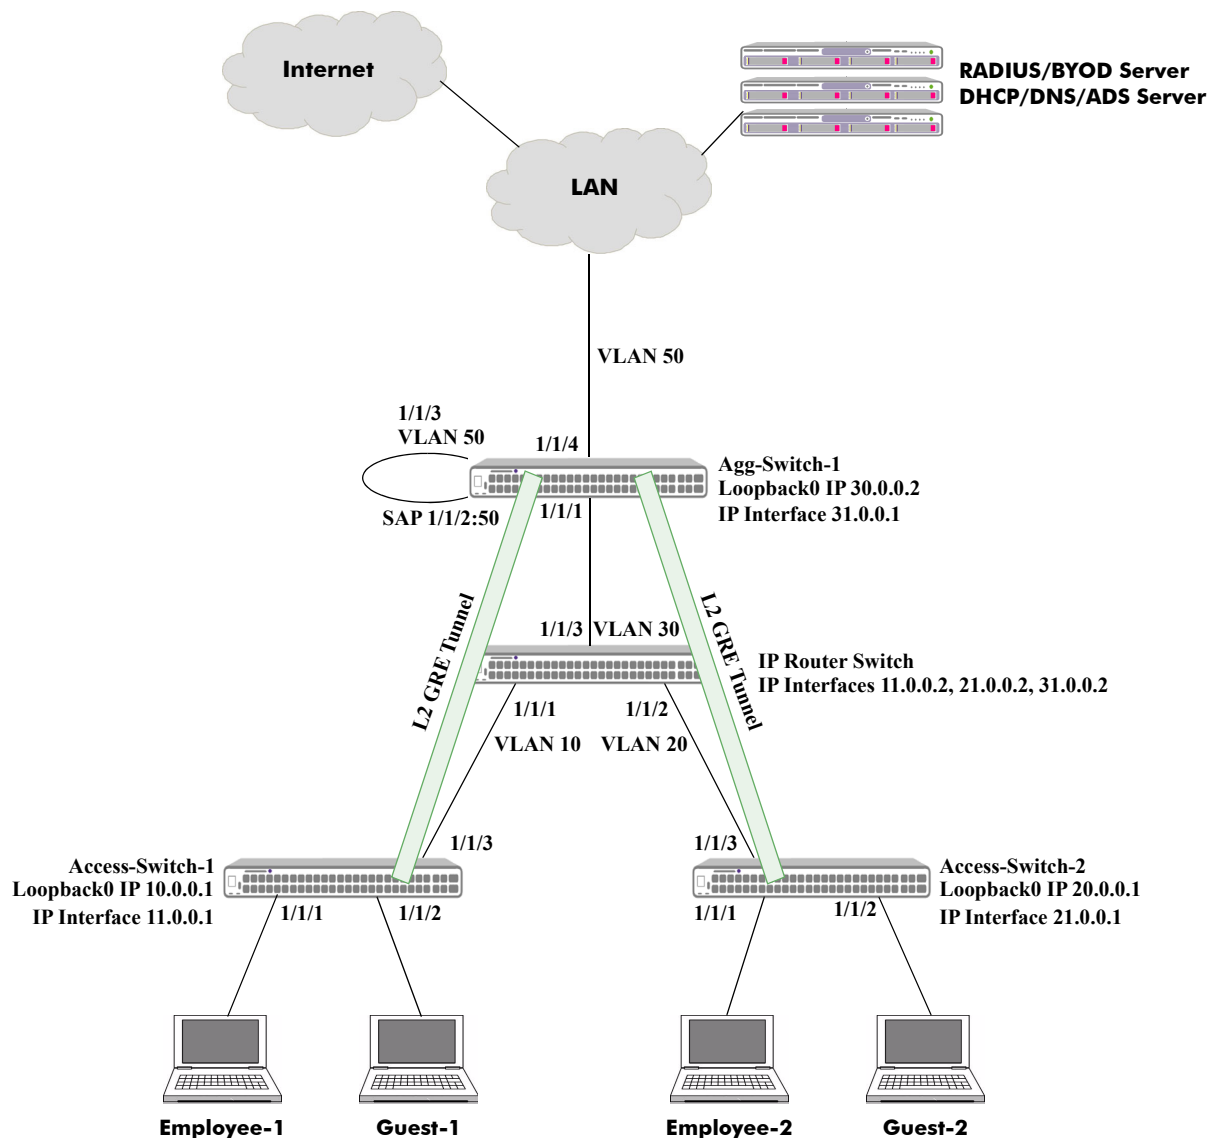 Internet
RADIUS/BYOD Server
DHCP/DNS/ADS Server
LAN
VLAN 50
1/1/3
VLAN 50
1/1/4
Agg-Switch-1
Loopback0 IP 30.0.0.2
IP Interface 31.0.0.1
SAP 1/1/2:50
1/1/1
L2 GRE Tunnel
L2 GRE Tunnel
1/1/3
VLAN 30
IP Router Switch
IP Interfaces 11.0.0.2, 21.0.0.2, 31.0.0.2
1/1/1
1/1/2
VLAN 10
VLAN 20
1/1/3
1/1/3
Access-Switch-1
Loopback0 IP 10.0.0.1
IP Interface 11.0.0.1
1/1/1
1/1/2
1/1/1
1/1/2
Access-Switch-2
Loopback0 IP 20.0.0.1
IP Interface 21.0.0.1
Employee-1
Guest-1
Employee-2
Guest-2